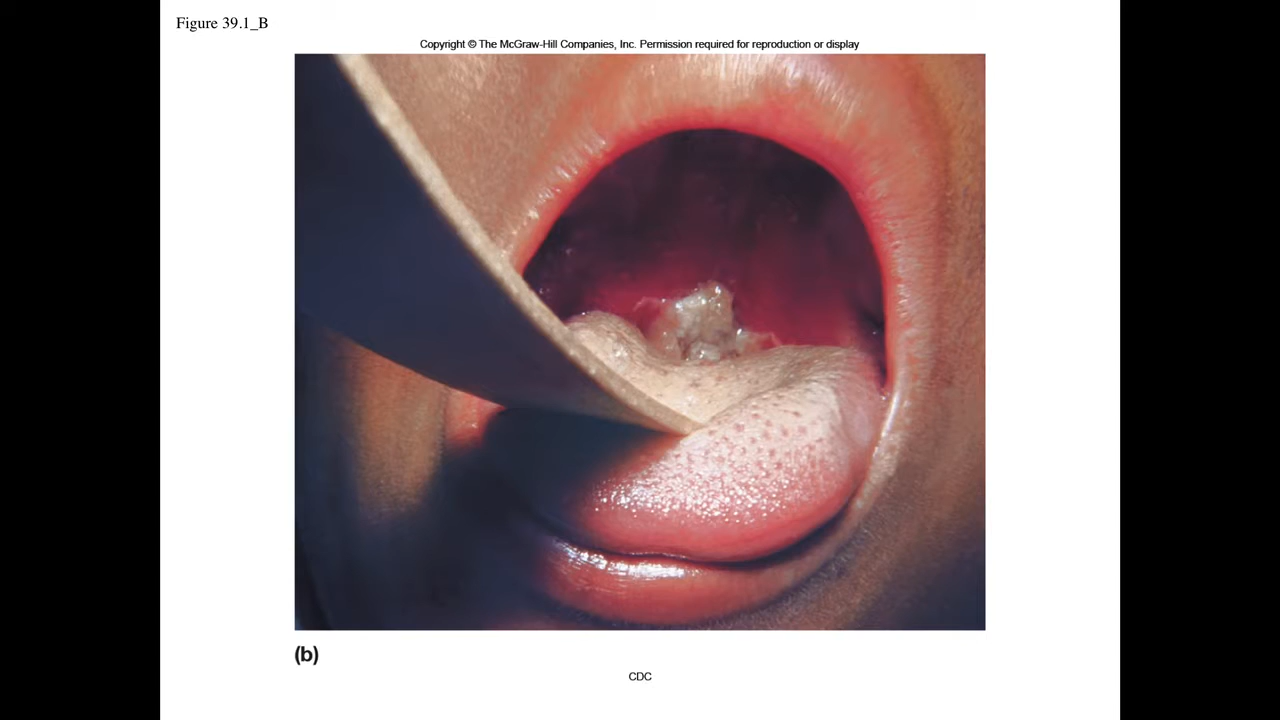 Figure 39.1_B
Copyright © The McGraw-Hill Companies, Inc. Permission required for reproduction or display
(b)
CDC